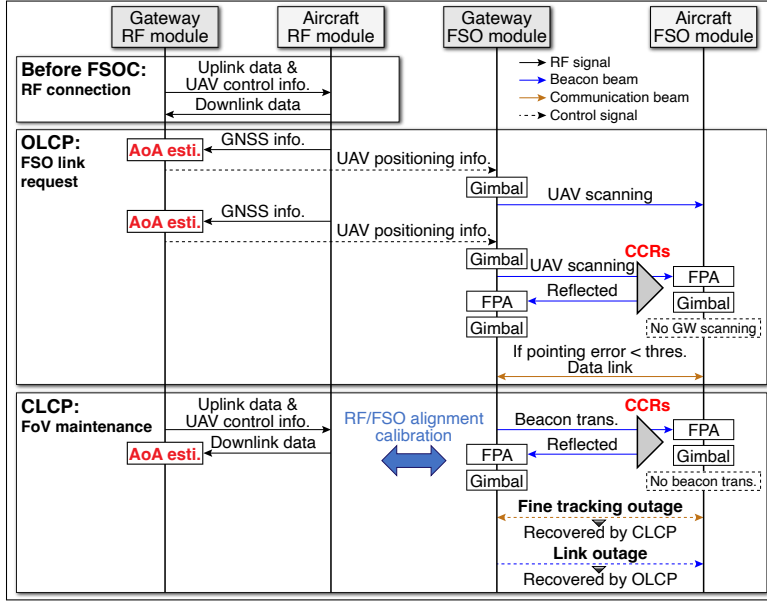 Gateway
RF module
Aircraft
RF module
Gateway
FSO module
Aircraft
FSO module
Before FSOC:
RF connection
Uplink data &
UAV control info.
Downlink data
RF signal
Beacon beam
Communication beam
Control signal
OLCP:
FSO link
request
AoA esti.
GNSS info.
UAV positioning info.
Gimbal
UAV scanning
AoA esti.
GNSS info.
UAV positioning info.
Gimbal
CCRs
UAV scanning
FPA
Reflected
FPA
Gimbal
Gimbal
No GW scanning
If pointing error < thres.
Data link
CLCP:
FoV maintenance
Uplink data &
UAV control info.
Downlink data
AoA esti.
RF/FSO alignment
calibration
CCRs
Beacon trans.
FPA
Reflected
FPA
Gimbal
Gimbal
No beacon trans.
Fine tracking outage
Recovered by CLCP
Link outage
Recovered by OLCP